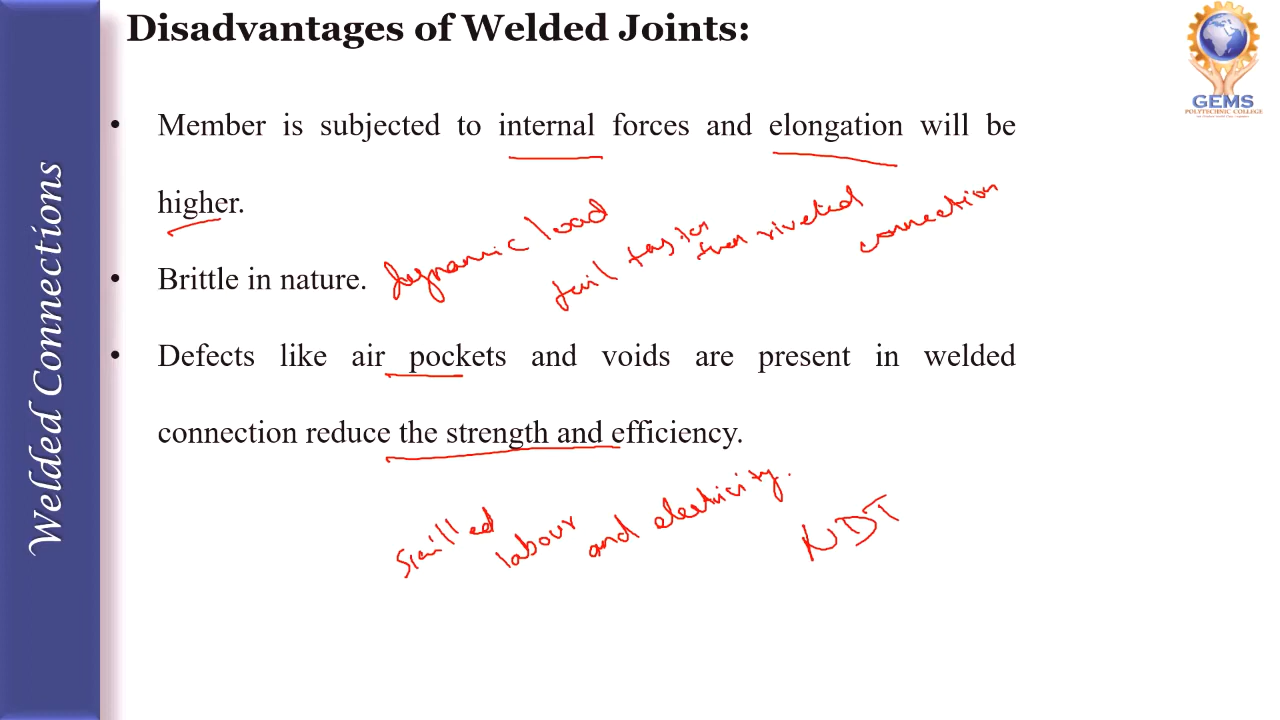 Disadvantages of Welded Joints:
GEMS
POLYTECHNIC COLLEGE
Welded Connections
• Member is subjected to internal forces and elongation will be
higher.
• Brittle in nature.
dynamic load
fail faster than riveted connection
• Defects like air pockets and voids are present in welded
connection reduce the strength and efficiency.
skilled labour and electricity.
NDT